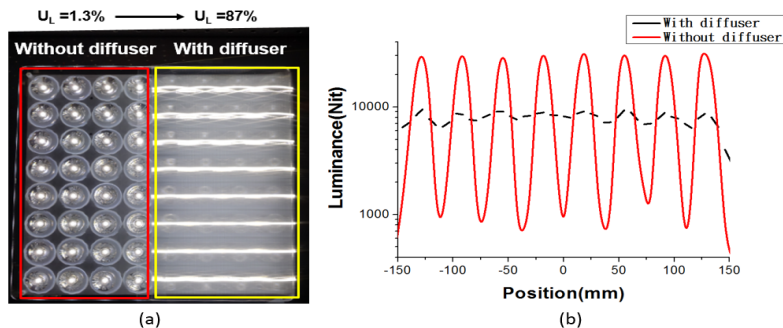 U_L =1.3% → U_L =87%
Without diffuser With diffuser
(a)
With diffuser
Without diffuser
Luminance(Nit)
10000
1000
-150 -100 -50 0 50 100 150
Position(mm)
(b)